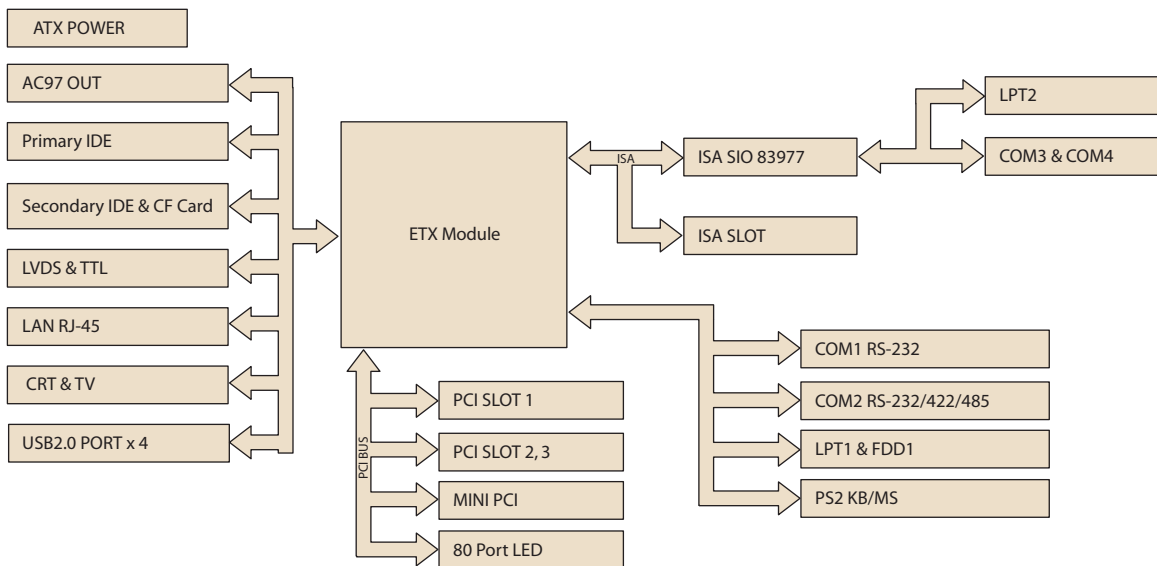 ATX POWER
AC97 OUT
Primary IDE
Secondary IDE & CF Card
LVDS & TTL
LAN RJ-45
CRT & TV
USB2.0 PORT x 4
ETX Module
PCI BUS
PCI SLOT 1
PCI SLOT 2, 3
MINI PCI
80 Port LED
ISA
ISA SIO 83977
ISA SLOT
LPT2
COM3 & COM4
COM1 RS-232
COM2 RS-232/422/485
LPT1 & FDD1
PS2 KB/MS